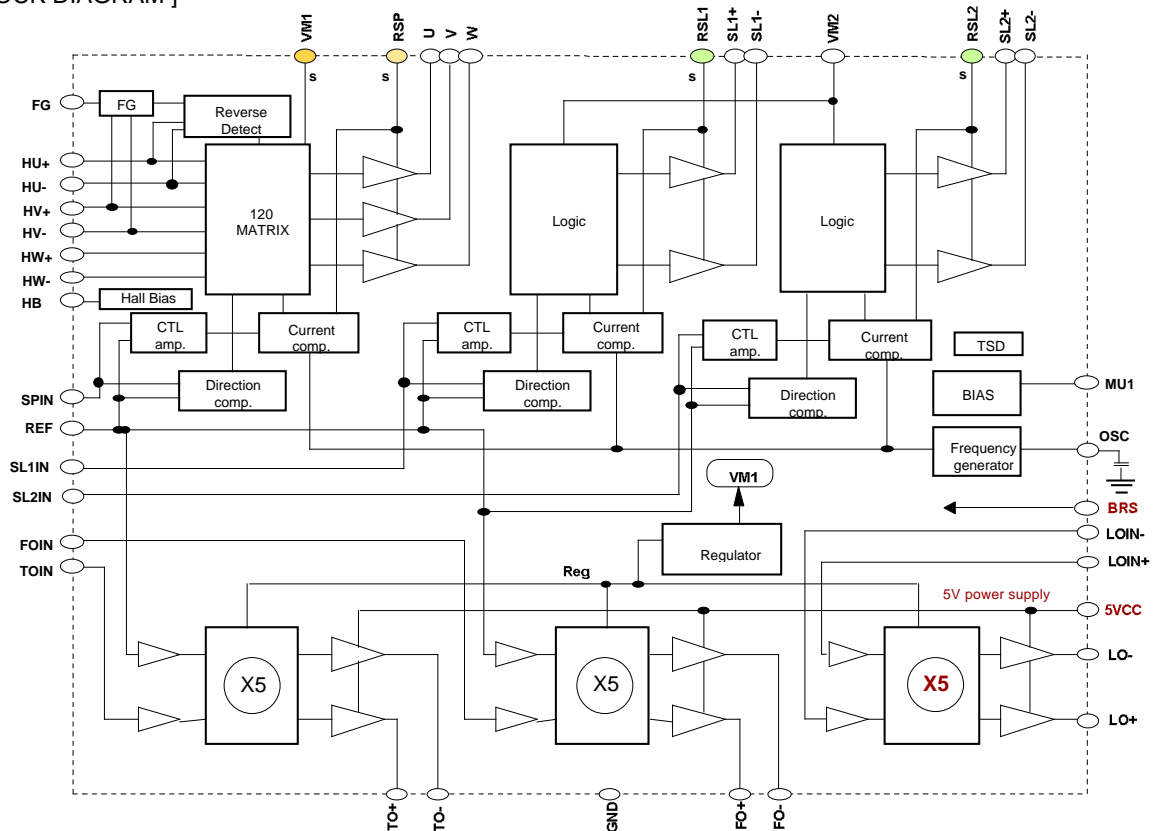 OCK DIAGRAM ]
VM1
RSP
U
V
W
RSL1
SL1+
SL1-
VM2
RSL2
SL2+
SL2-
s
s
s
s
FG
FG
Reverse
Detect
HU+
HU-
HV+
HV-
HW+
HW-
HB
120
MATRIX
Logic
Logic
Hall Bias
CTL
amp.
Current
comp.
CTL
amp.
Current
comp.
CTL
amp.
Current
comp.
TSD
Direction
comp.
Direction
comp.
Direction
comp.
BIAS
MU1
SPIN
REF
OSC
Frequency
generator
SL1IN
SL2IN
VM1
BRS
FOIN
TOIN
LOIN-
LOIN+
Regulator
Reg
5V power supply
5VCC
X5
X5
X5
LO-
LO+
TO+
TO-
GND
FO+
FO-